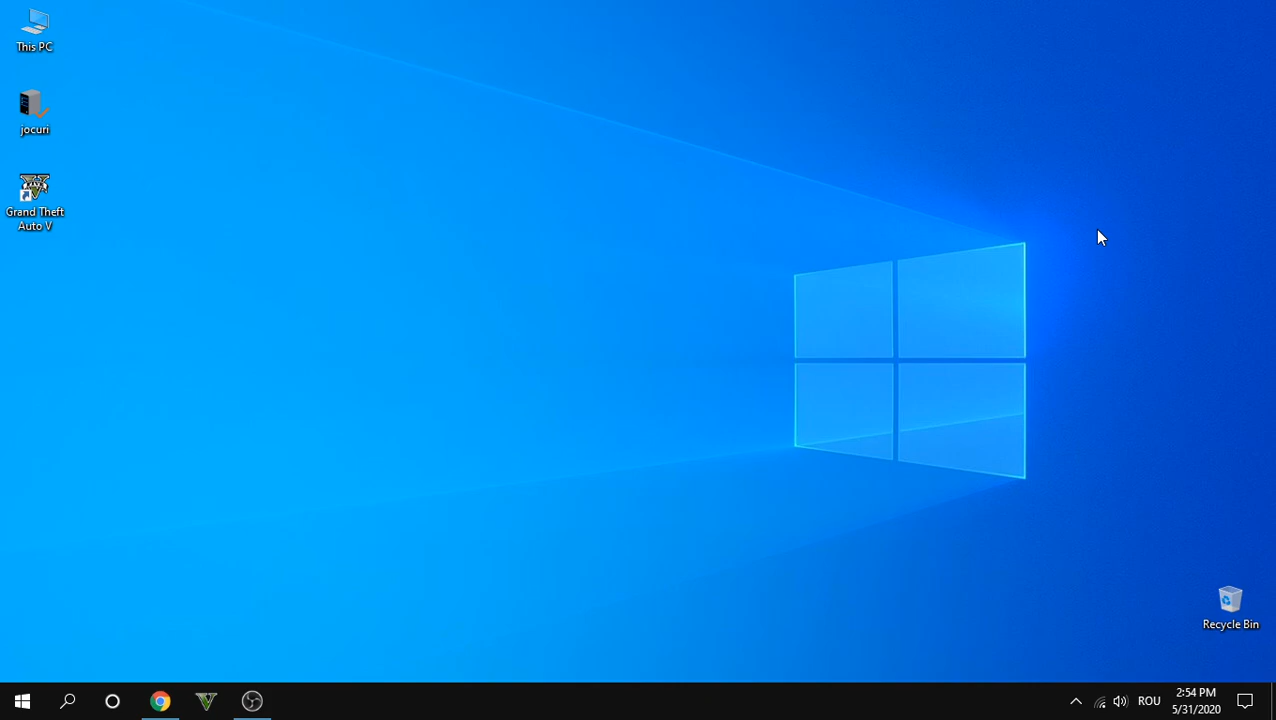 This PC
jocuri
Grand Theft
Auto V
Recycle Bin
ROU
2:54 PM
5/31/2020